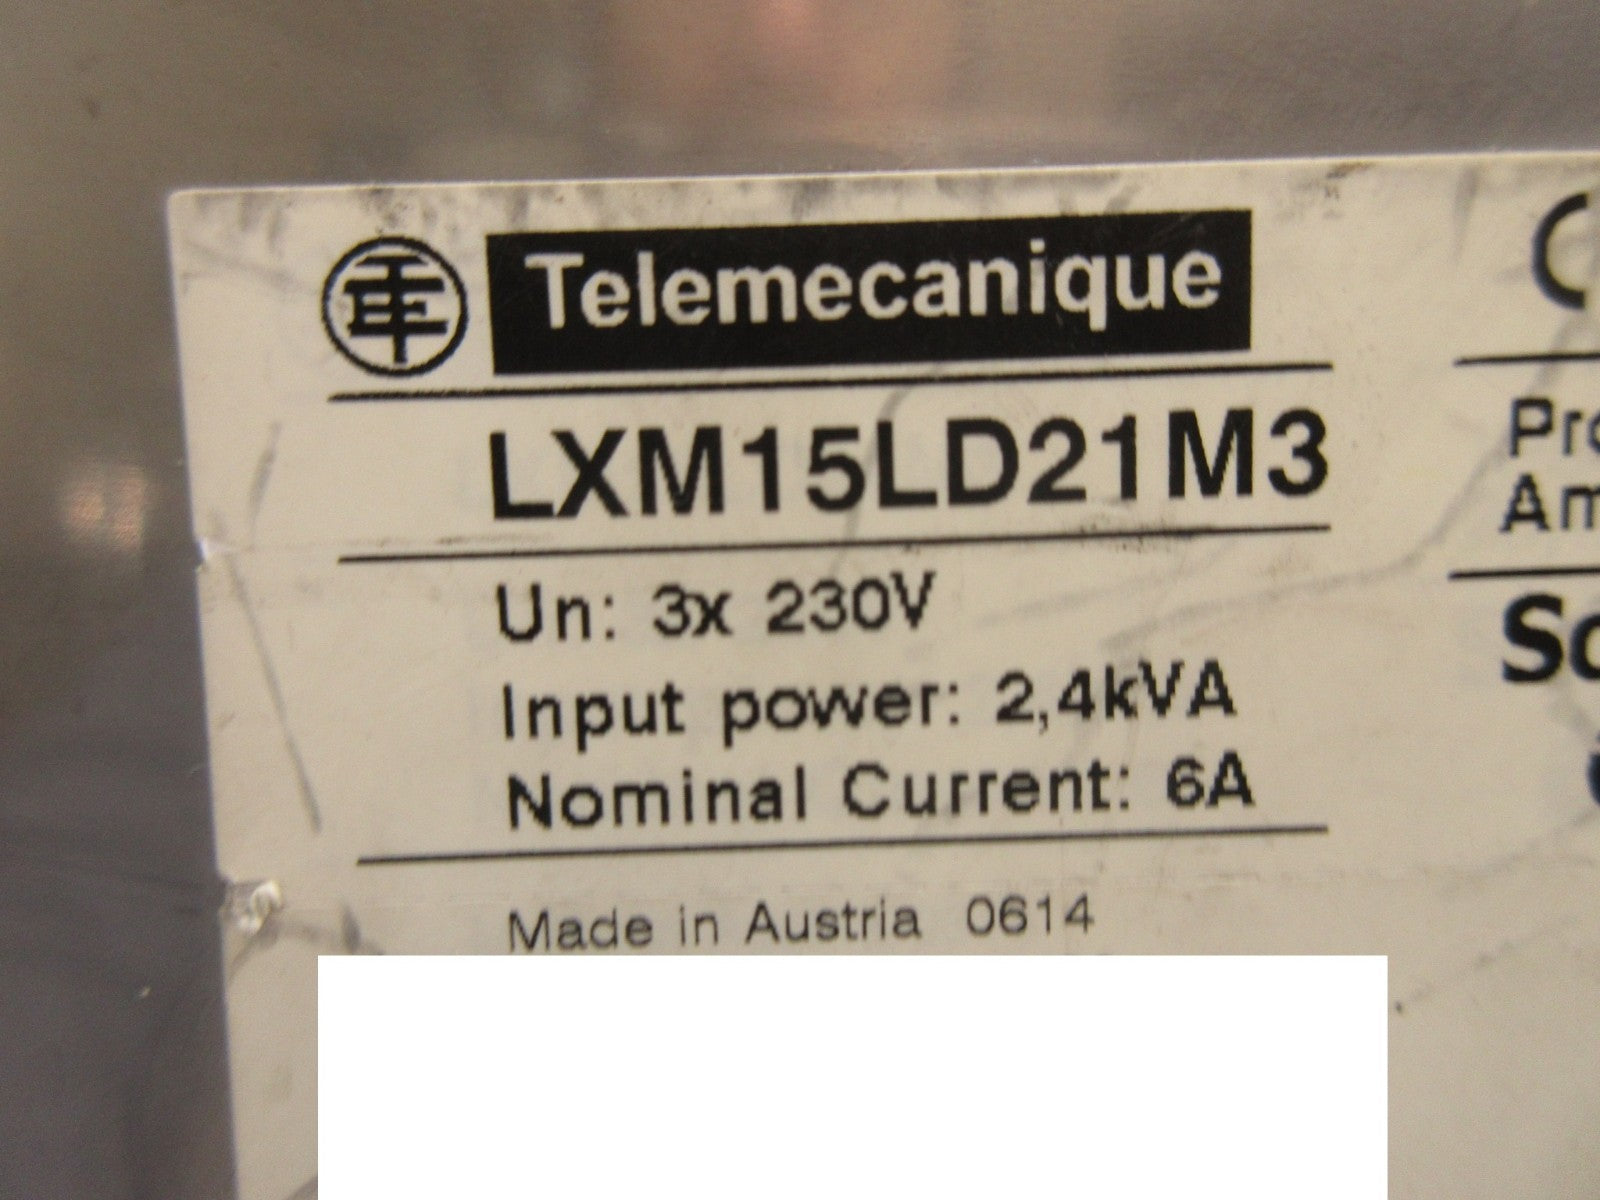 Telemecanique
LXM15LD21M3
Un: 3x 230V
Input power: 2,4kVA
Nominal Current: 6A
Made in Austria 0614